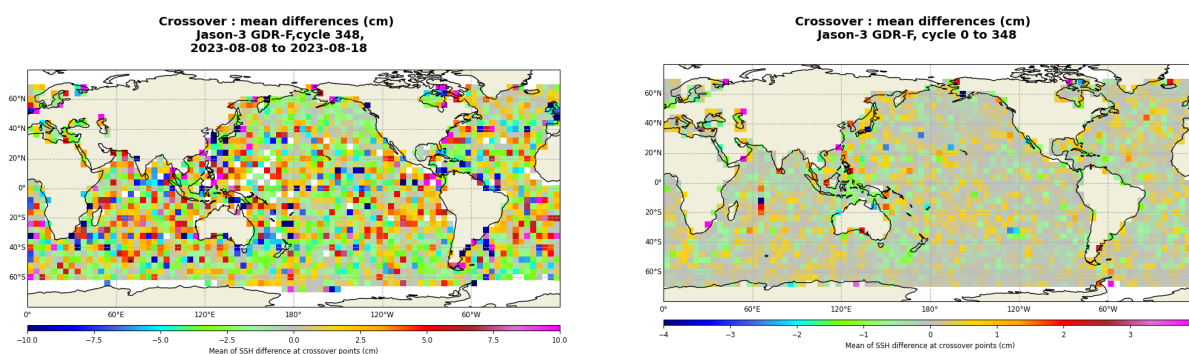 Crossover : mean differences (cm)
Jason-3 GDR-F,cycle 348,
2023-08-08 to 2023-08-18
60°N
40°N
20°N
0°
20°S
40°S
60°S
0° 60°E 120°E 180° 120°W 60°W
−10.0 −7.5 −5.0 −2.5 0.0 2.5 5.0 7.5 10.0
Mean of SSH difference at crossover points (cm)
Crossover : mean differences (cm)
Jason-3 GDR-F, cycle 0 to 348
60°N
40°N
20°N
0°
20°S
40°S
60°S
0° 60°E 120°E 180° 120°W 60°W
−4 −3 −2 −1 0 1 2 3
Mean of SSH difference at crossover points (cm)